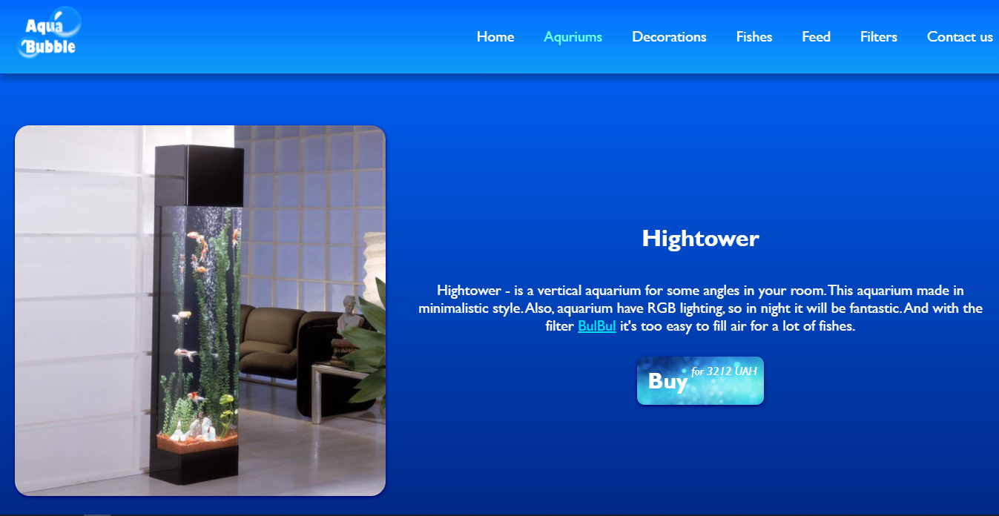 Aqua
Bubble
Home Aquriums Decorations Fishes Feed Filters Contact us
Hightower
Hightower - is a vertical aquarium for some angles in your room. This aquarium made in
minimalistic style. Also, aquarium have RGB lighting, so in night it will be fantastic. And with the
filter BulBul it's too easy to fill air for a lot of fishes.
Buy for 3212 UAH